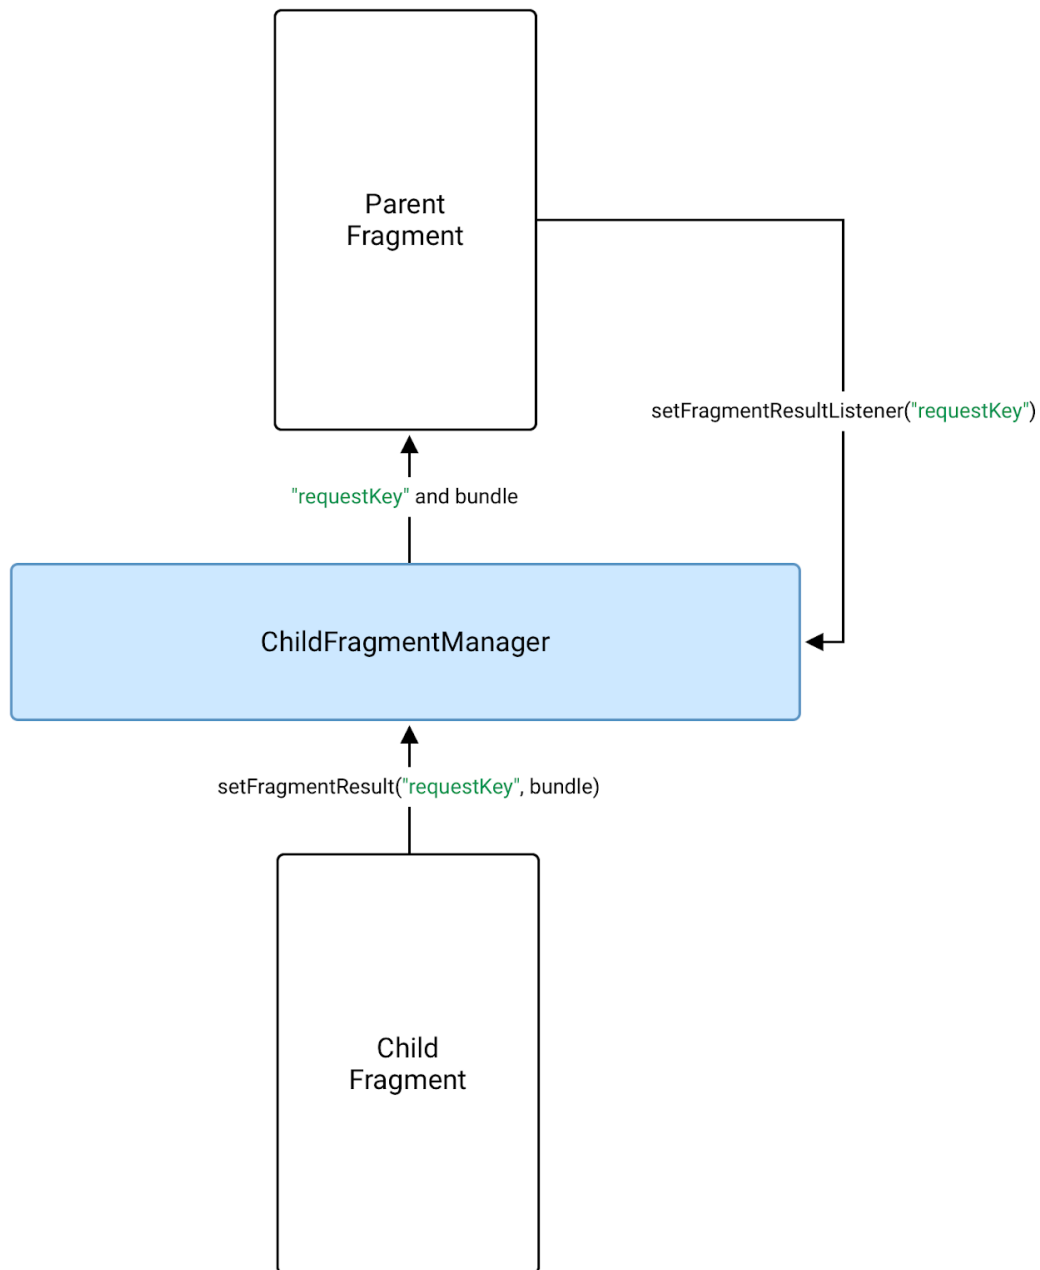 Parent
Fragment
setFragmentResultListener("requestKey")
"requestKey" and bundle
ChildFragmentManager
setFragmentResult("requestKey", bundle)
Child
Fragment